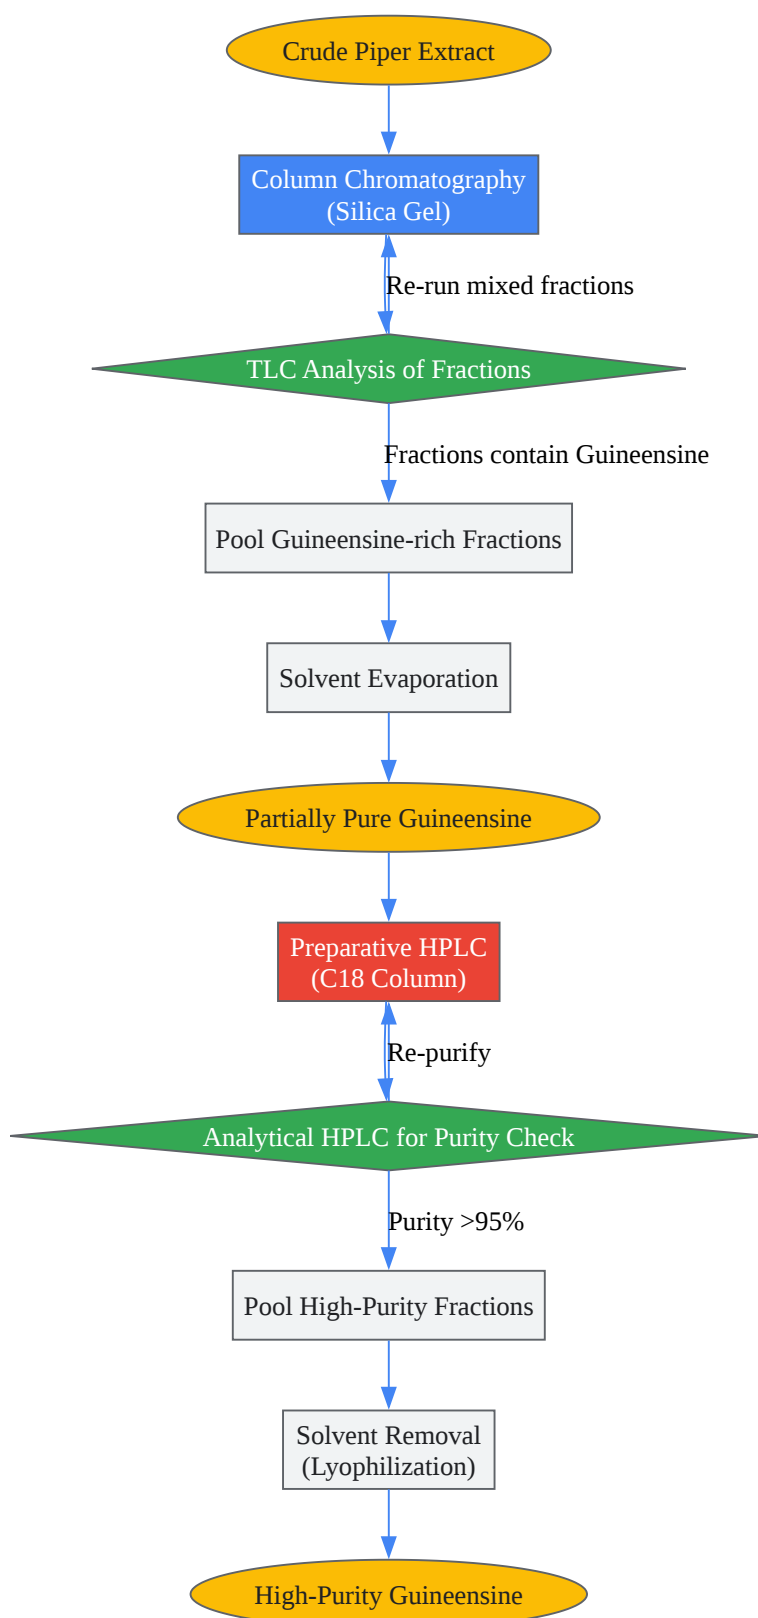 Crude Piper Extract
Column Chromatography
(Silica Gel)
Re-run mixed fractions
TLC Analysis of Fractions
Fractions contain Guineensine
Pool Guineensine-rich Fractions
Solvent Evaporation
Partially Pure Guineensine
Preparative HPLC
(C18 Column)
Re-purify
Analytical HPLC for Purity Check
Purity >95%
Pool High-Purity Fractions
Solvent Removal
(Lyophilization)
High-Purity Guineensine